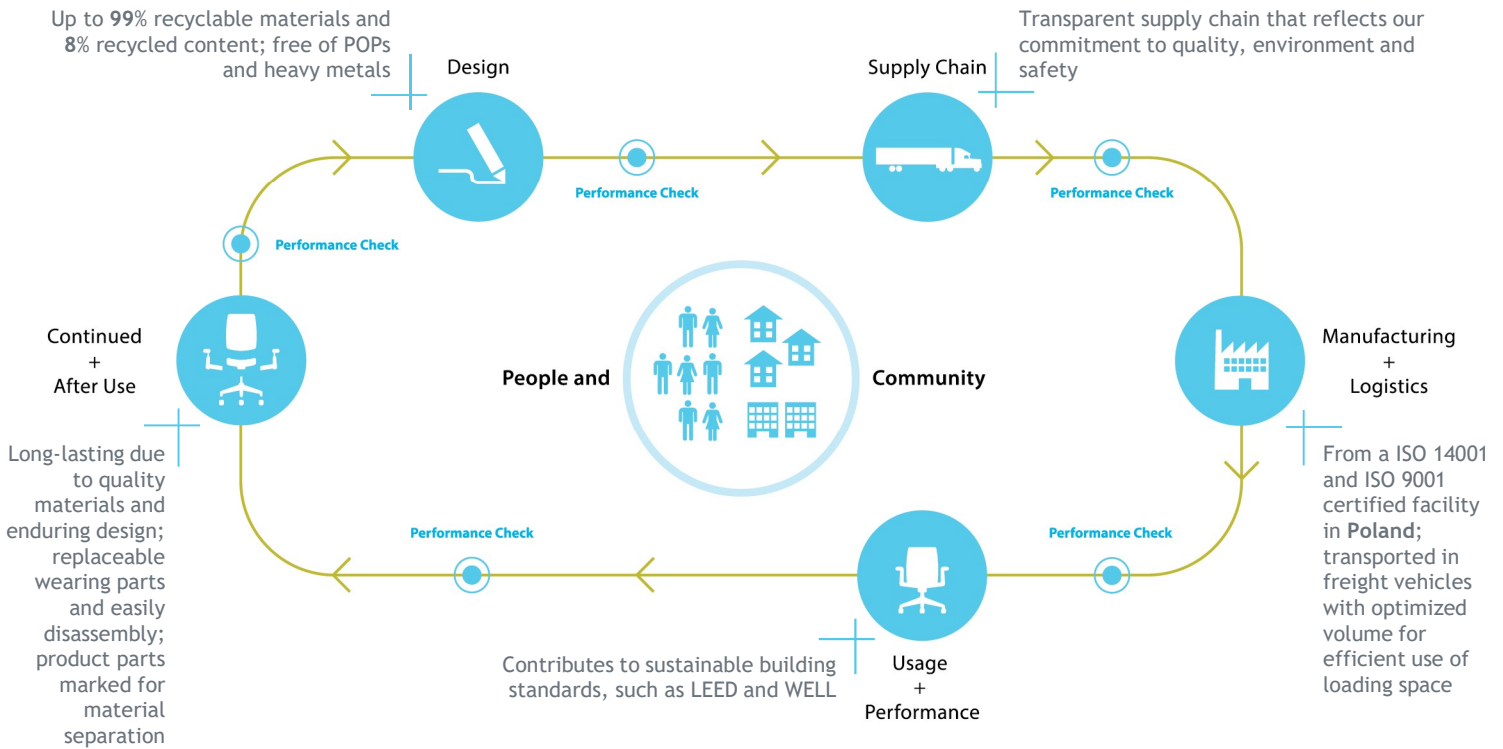 Up to 99% recyclable materials and
8% recycled content; free of POPs
and heavy metals
Design
Supply Chain
Transparent supply chain that reflects our
commitment to quality, environment and
safety
Performance Check
Performance Check
Performance Check
Continued
+
After Use
People and
Community
Manufacturing
+
Logistics
Long-lasting due
to quality
materials and
enduring design;
replaceable
wearing parts
and easily
disassembly;
product parts
marked for
material
separation
From a ISO 14001
and ISO 9001
certified facility
in Poland;
transported in
freight vehicles
with optimized
volume for
efficient use of
loading space
Performance Check
Performance Check
Contributes to sustainable building
standards, such as LEED and WELL
Usage
+
Performance